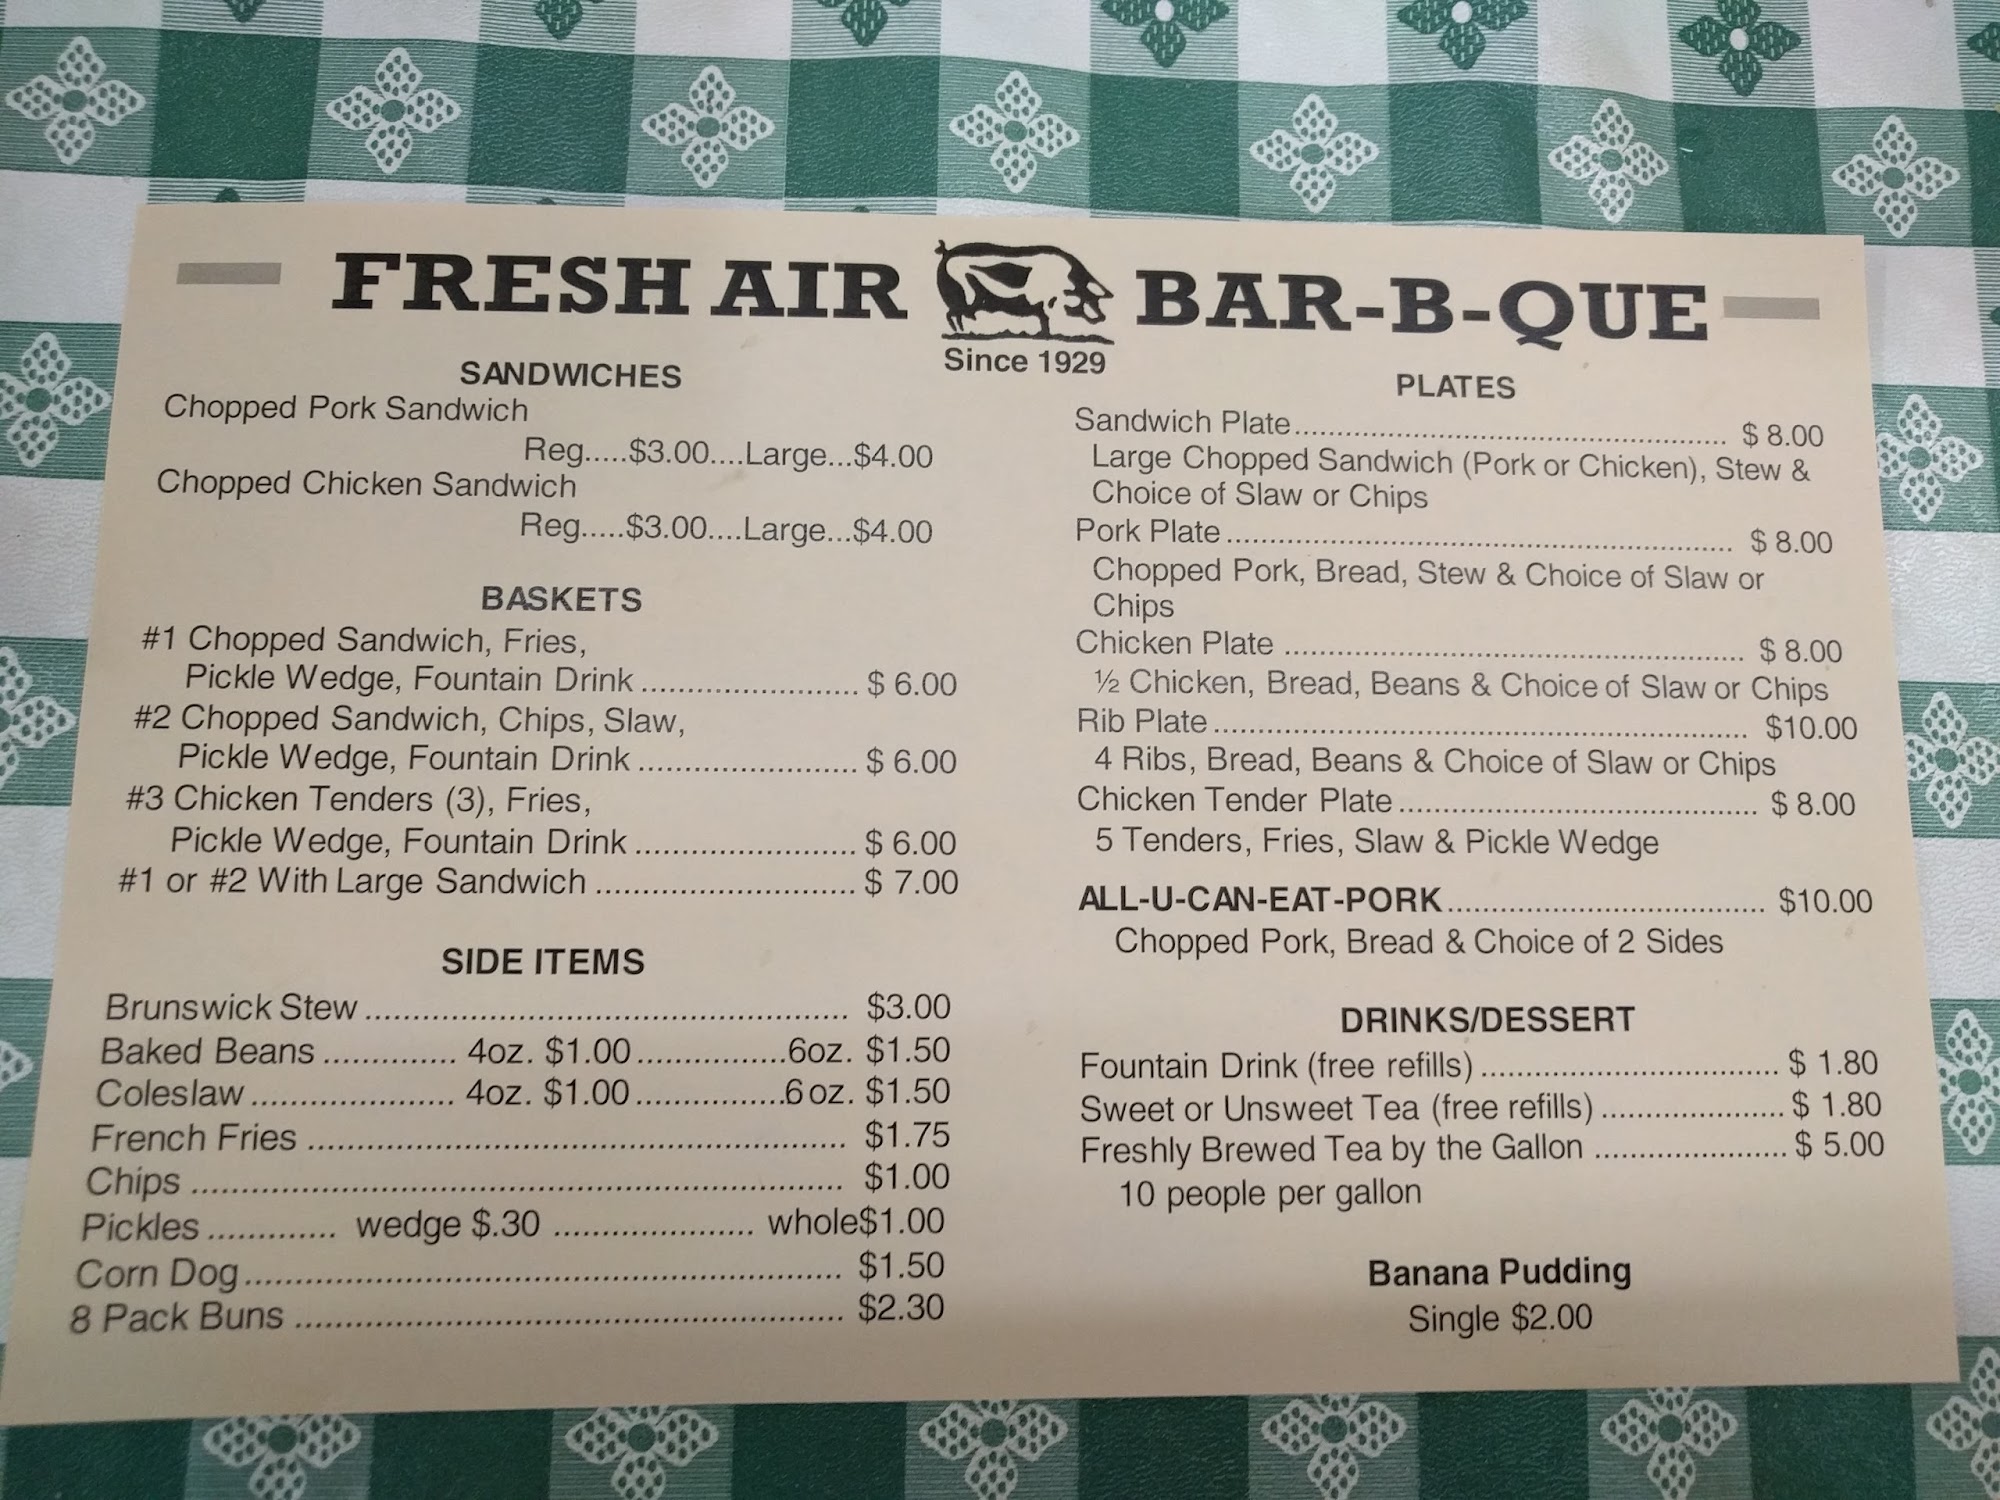 FRESH AIR BAR-B-QUE
Since 1929
SANDWICHES
Chopped Pork Sandwich
Reg.....$3.00....Large...$4.00
Chopped Chicken Sandwich
Reg.....$3.00....Large...$4.00
BASKETS
#1 Chopped Sandwich, Fries,
Pickle Wedge, Fountain Drink ........................ $ 6.00
#2 Chopped Sandwich, Chips, Slaw,
Pickle Wedge, Fountain Drink ........................ $ 6.00
#3 Chicken Tenders (3), Fries,
Pickle Wedge, Fountain Drink ........................ $ 6.00
#1 or #2 With Large Sandwich ............................ $ 7.00
SIDE ITEMS
Brunswick Stew ...................................................... $3.00
Baked Beans .............. 4oz. $1.00 ................6oz. $1.50
Coleslaw ..................... 4oz. $1.00 ................6 oz. $1.50
French Fries ............................................................ $1.75
Chips ........................................................................ $1.00
Pickles ............. wedge $.30 ..................... whole$1.00
Corn Dog .................................................................. $1.50
8 Pack Buns ............................................................ $2.30
PLATES
Sandwich Plate ................................................... $ 8.00
Large Chopped Sandwich (Pork or Chicken), Stew &
Choice of Slaw or Chips
Pork Plate ........................................................... $ 8.00
Chopped Pork, Bread, Stew & Choice of Slaw or
Chips
Chicken Plate ...................................................... $ 8.00
½ Chicken, Bread, Beans & Choice of Slaw or Chips
Rib Plate .............................................................. $10.00
4 Ribs, Bread, Beans & Choice of Slaw or Chips
Chicken Tender Plate .......................................... $ 8.00
5 Tenders, Fries, Slaw & Pickle Wedge
ALL-U-CAN-EAT-PORK ..................................... $10.00
Chopped Pork, Bread & Choice of 2 Sides
DRINKS/DESSERT
Fountain Drink (free refills) .................................. $ 1.80
Sweet or Unsweet Tea (free refills) ..................... $ 1.80
Freshly Brewed Tea by the Gallon ...................... $ 5.00
10 people per gallon
Banana Pudding
Single $2.00